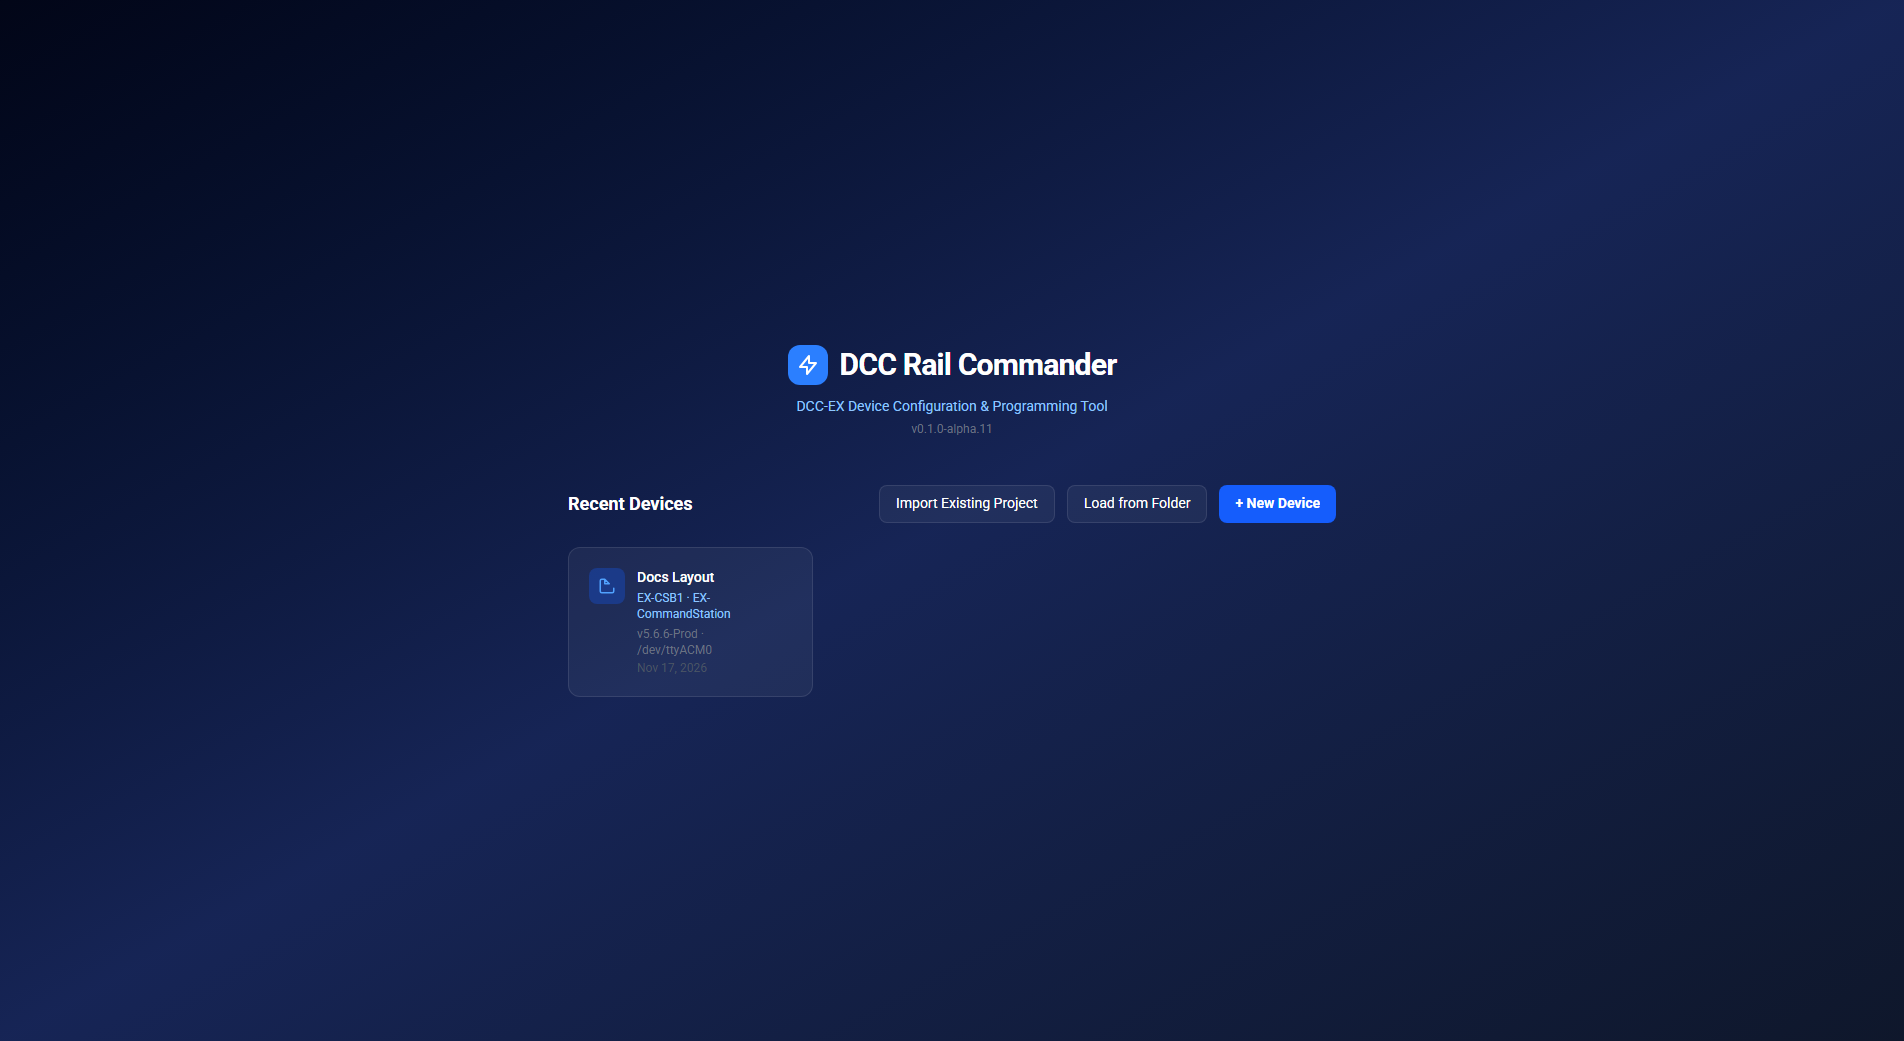 DCC Rail Commander
DCC-EX Device Configuration & Programming Tool
v0.1.0-alpha.11
Recent Devices
Import Existing Project
Load from Folder
+ New Device
Docs Layout
EX-CSB1 · EX-
CommandStation
v5.6.6-Prod ·
/dev/ttyACM0
Nov 17, 2026